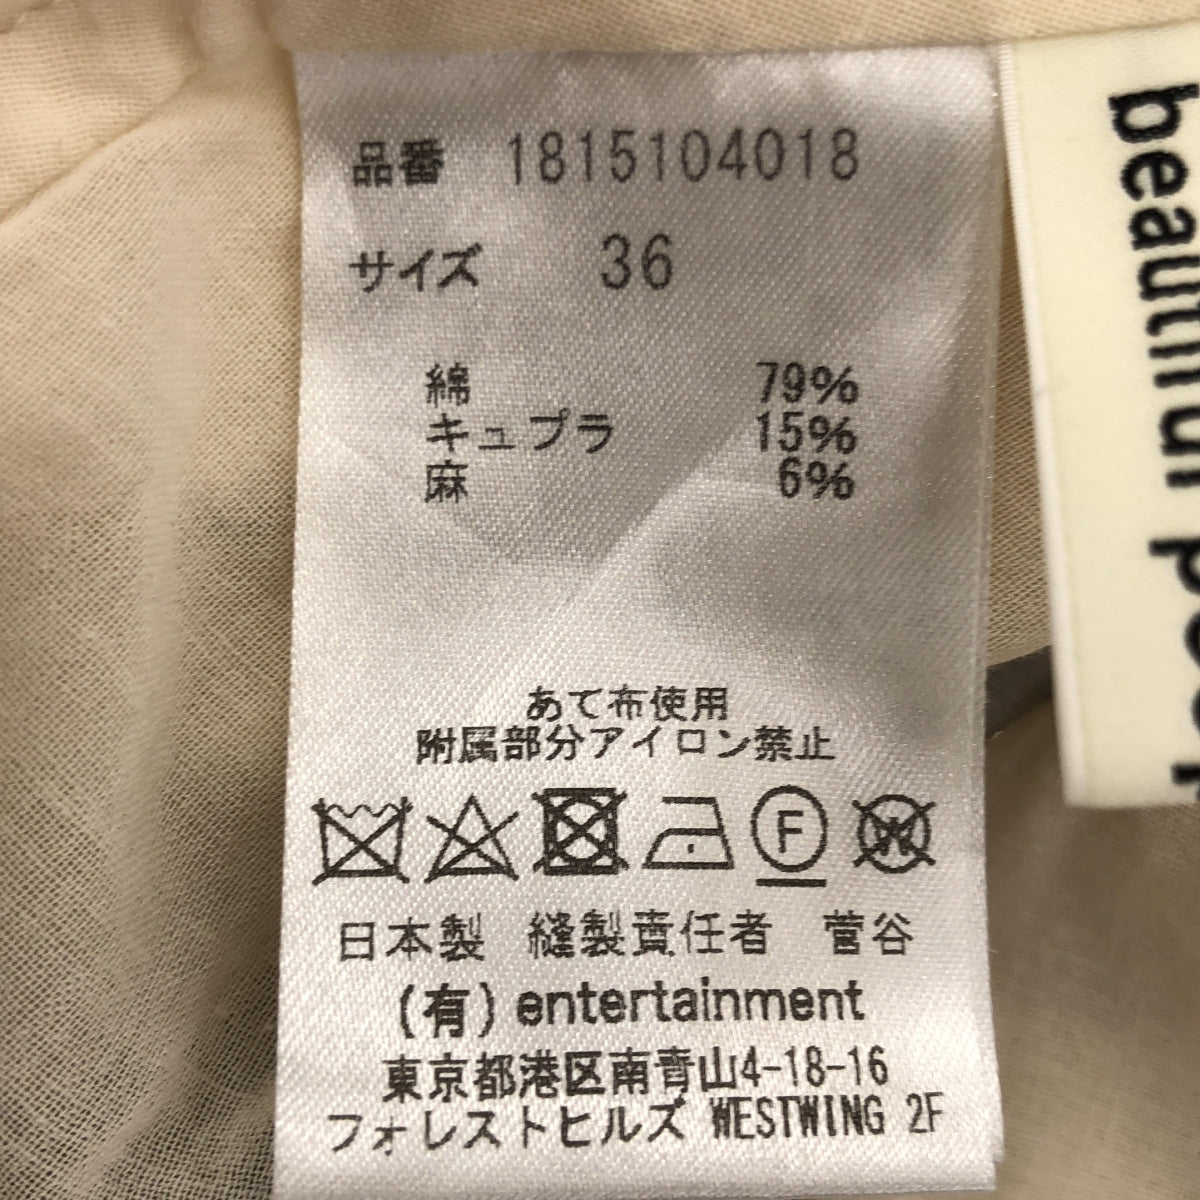 品番 1815104018
サイズ 36
綿 79%
キュプラ 15%
麻 6%
あて布使用
附属部分アイロン禁止
F
W
日本製 縫製責任者 菅谷
(有) entertainment
東京都港区南青山4-18-16
フォレストヒルズ WESTWING 2F
beautiful